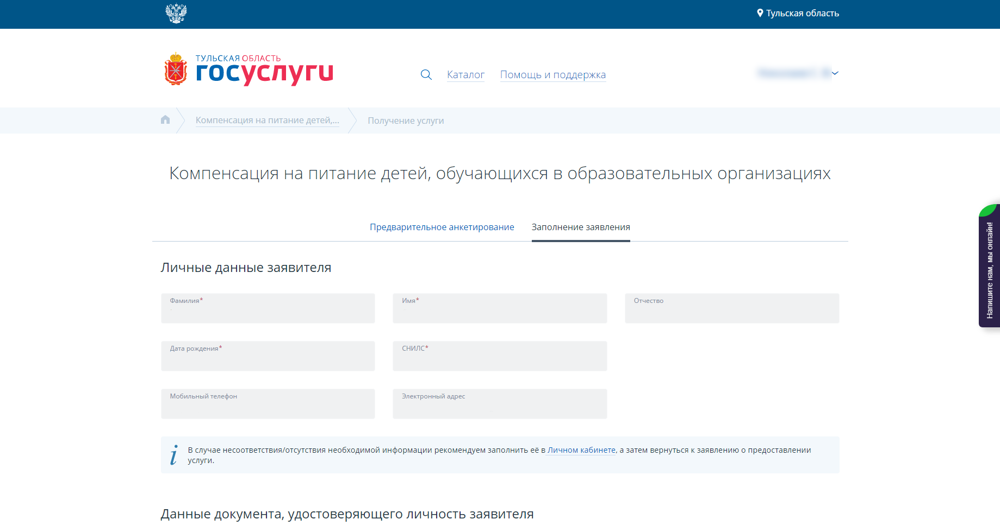 Тульская область
ТУЛЬСКАЯ ОБЛАСТЬ
госуслуги
Каталог
Помощь и поддержка
Компенсация на питание детей,...
Получение услуги
Компенсация на питание детей, обучающихся в образовательных организациях
Предварительное анкетирование
Заполнение заявления
Напишите нам, мы онлайн!
Личные данные заявителя
Фамилия*
Имя*
Отчество
Дата рождения*
СНИЛС*
Мобильный телефон
Электронный адрес
i
В случае несоответствия/отсутствия необходимой информации рекомендуем заполнить её в Личном кабинете, а затем вернуться к заявлению о предоставлении
услуги.
Данные документа, удостоверяющего личность заявителя